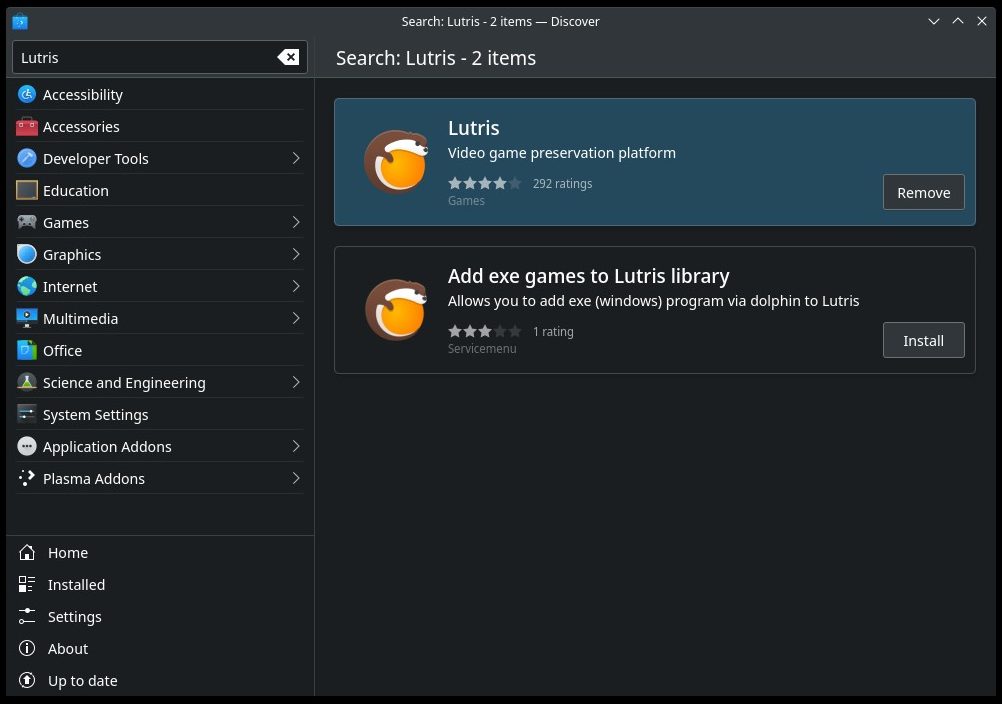 Search: Lutris - 2 items — Discover
Lutris
Search: Lutris - 2 items
Accessibility
Accessories
Developer Tools
Education
Games
Graphics
Internet
Multimedia
Office
Science and Engineering
System Settings
Application Addons
Plasma Addons
Home
Installed
Settings
About
Up to date
Lutris
Video game preservation platform
292 ratings
Games
Remove
Add exe games to Lutris library
Allows you to add exe (windows) program via dolphin to Lutris
1 rating
Servicemenu
Install